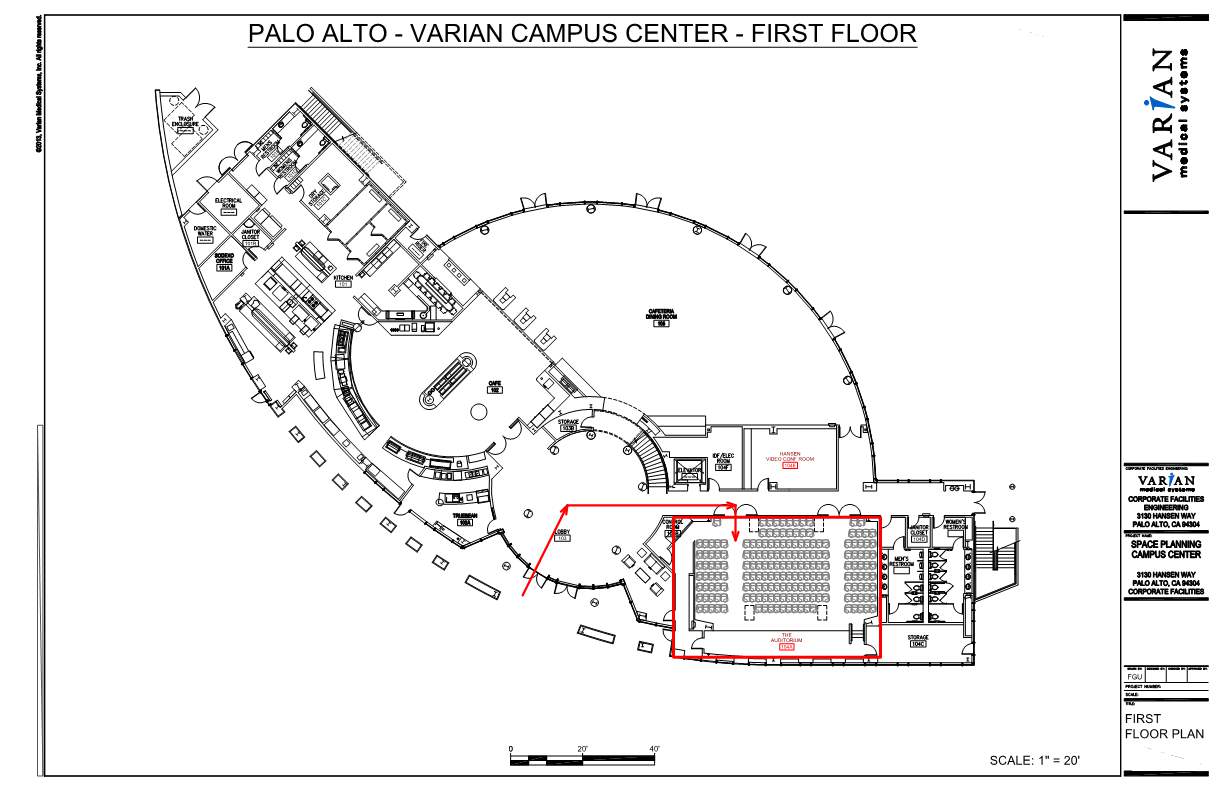 ©2013, Varian Medical Systems, Inc. All rights reserved.
PALO ALTO - VARIAN CAMPUS CENTER - FIRST FLOOR
TRASH
ENCLOSURE
ELECTRICAL
ROOM
DOMESTIC
WATER
JANITOR
CLOSET
101B
SODEXO
OFFICE
101A
DRY
STORAGE
KITCHEN
101
CAFETERIA
DINING ROOM
CAFE
102
STORAGE
103B
ELEVATOR
IDF/ELEC
ROOM
104F
HANSEN
VIDEO CONF ROOM
104E
TRUEBEAN
LOBBY
CONTROL
ROOM
JANITOR
CLOSET
104D
WOMEN'S
RESTROOM
MEN'S
RESTROOM
STORAGE
104C
THE
AUDITORIUM
104A
0
20'
40'
SCALE: 1" = 20'
VARIAN
medical systems
CORPORATE FACILITIES ENGINEERING:
VARIAN
medical systems
CORPORATE FACILITIES
ENGINEERING
3130 HANSEN WAY
PALO ALTO, CA 94304
PROJECT NAME:
SPACE PLANNING
CAMPUS CENTER
3130 HANSEN WAY
PALO ALTO, CA 94304
CORPORATE FACILITIES
FGU
PROJECT NUMBER:
SCALE:
TITLE:
FIRST
FLOOR PLAN